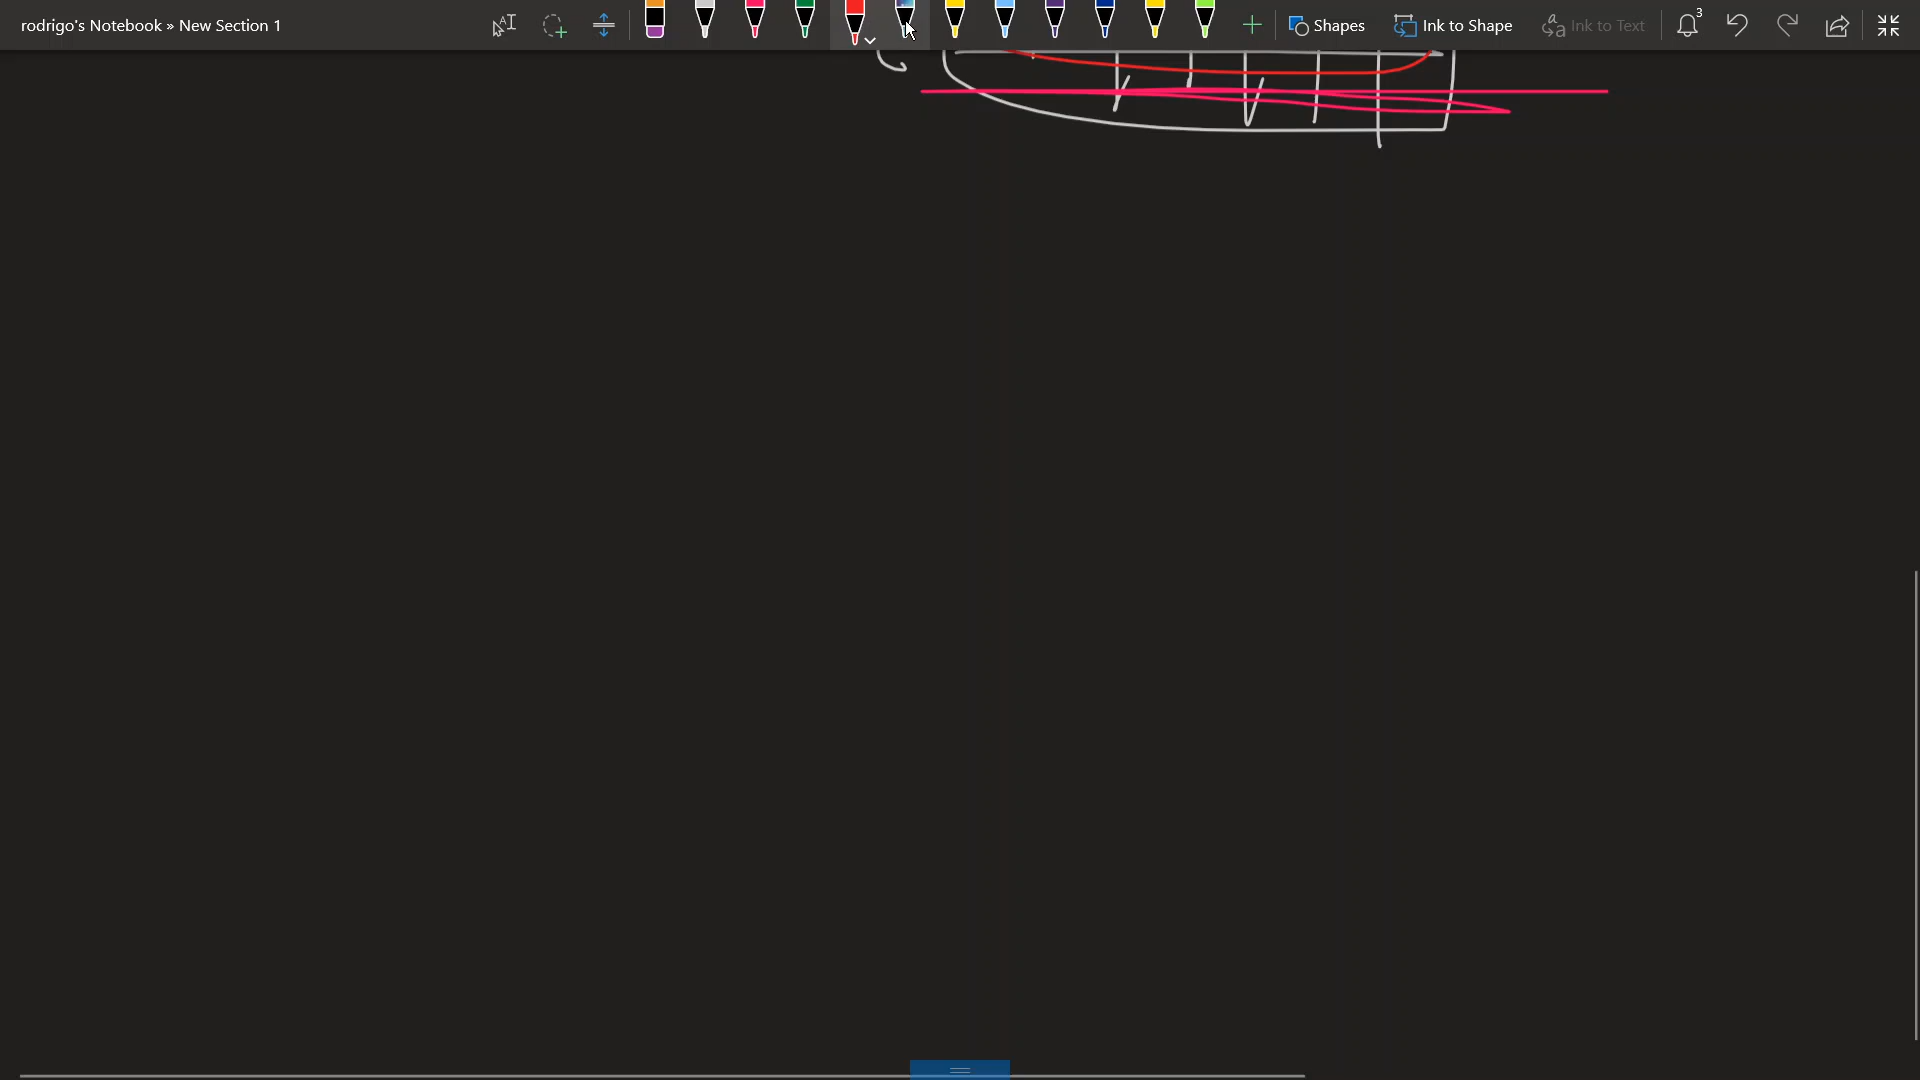 rodrigo's Notebook » New Section 1
Shapes
Ink to Shape
Ink to Text
3